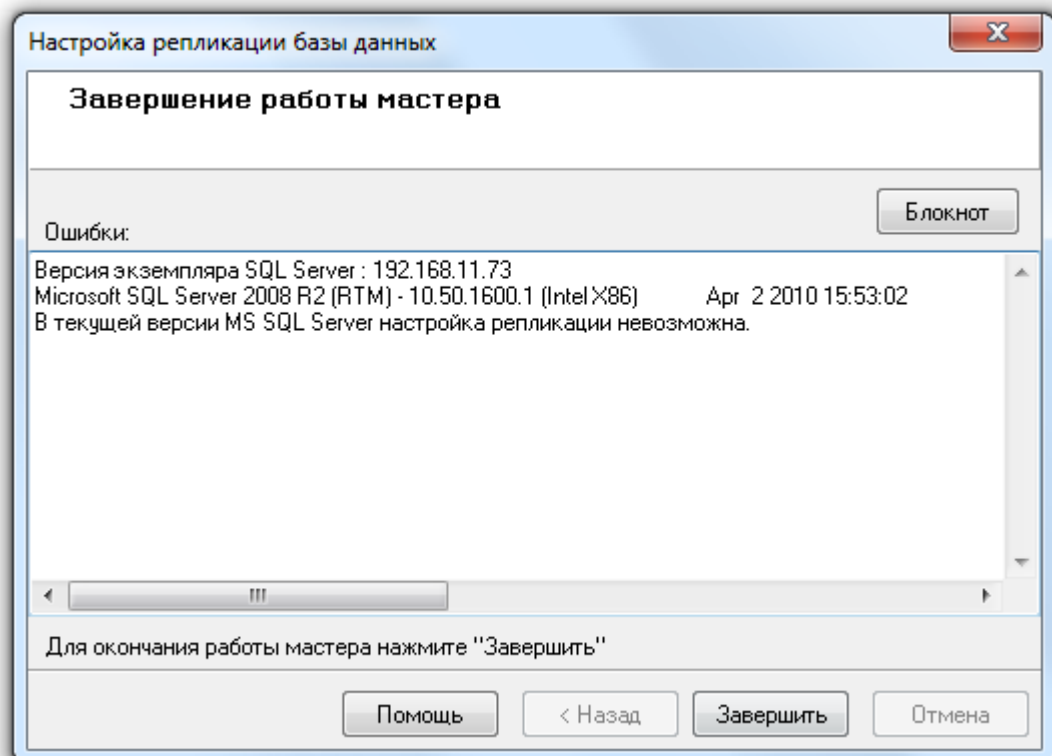 Настройка репликации базы данных
Завершение работы мастера
Блокнот
Ошибки:
Версия экземпляра SQL Server : 192.168.11.73
Microsoft SQL Server 2008 R2 (RTM) - 10.50.1600.1 (Intel X86) Apr 2 2010 15:53:02
В текущей версии MS SQL Server настройка репликации невозможна.
Для окончания работы мастера нажмите "Завершить"
Помощь
< Назад
Завершить
Отмена